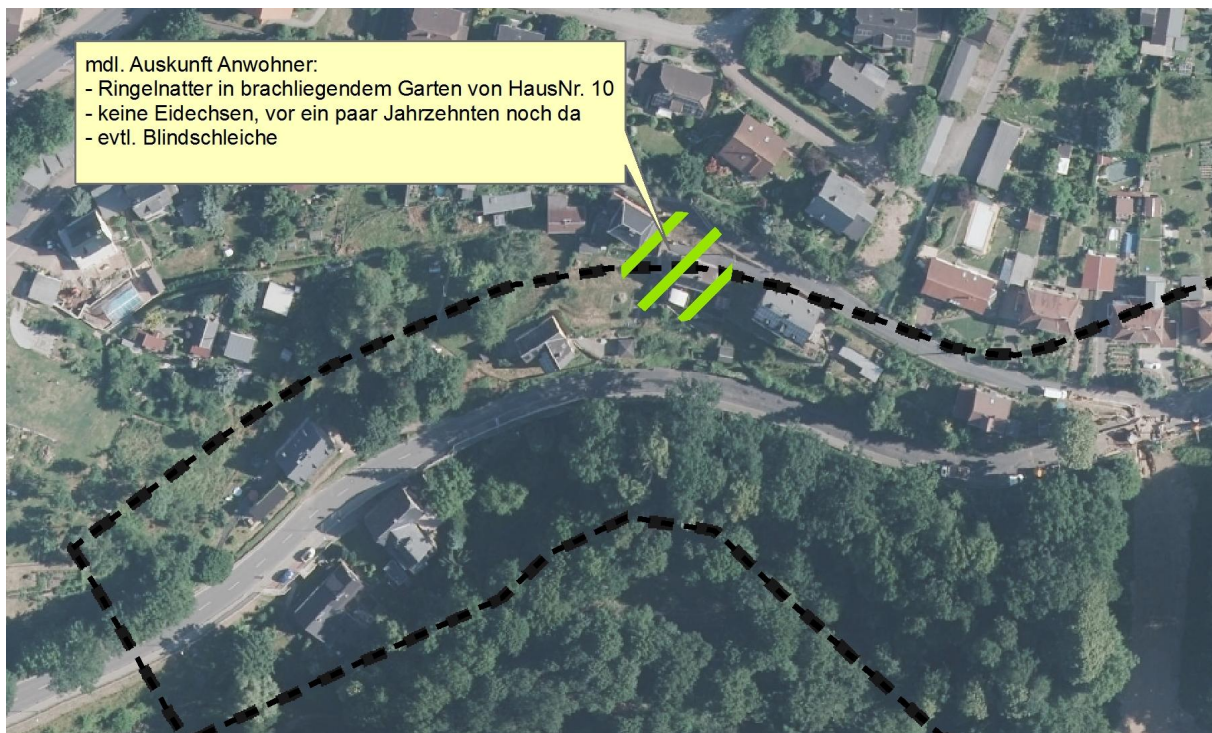 mdl. Auskunft Anwohner:
- Ringelnatter in brachliegendem Garten von HausNr. 10
- keine Eidechsen, vor ein paar Jahrzehnten noch da
- evtl. Blindschleiche